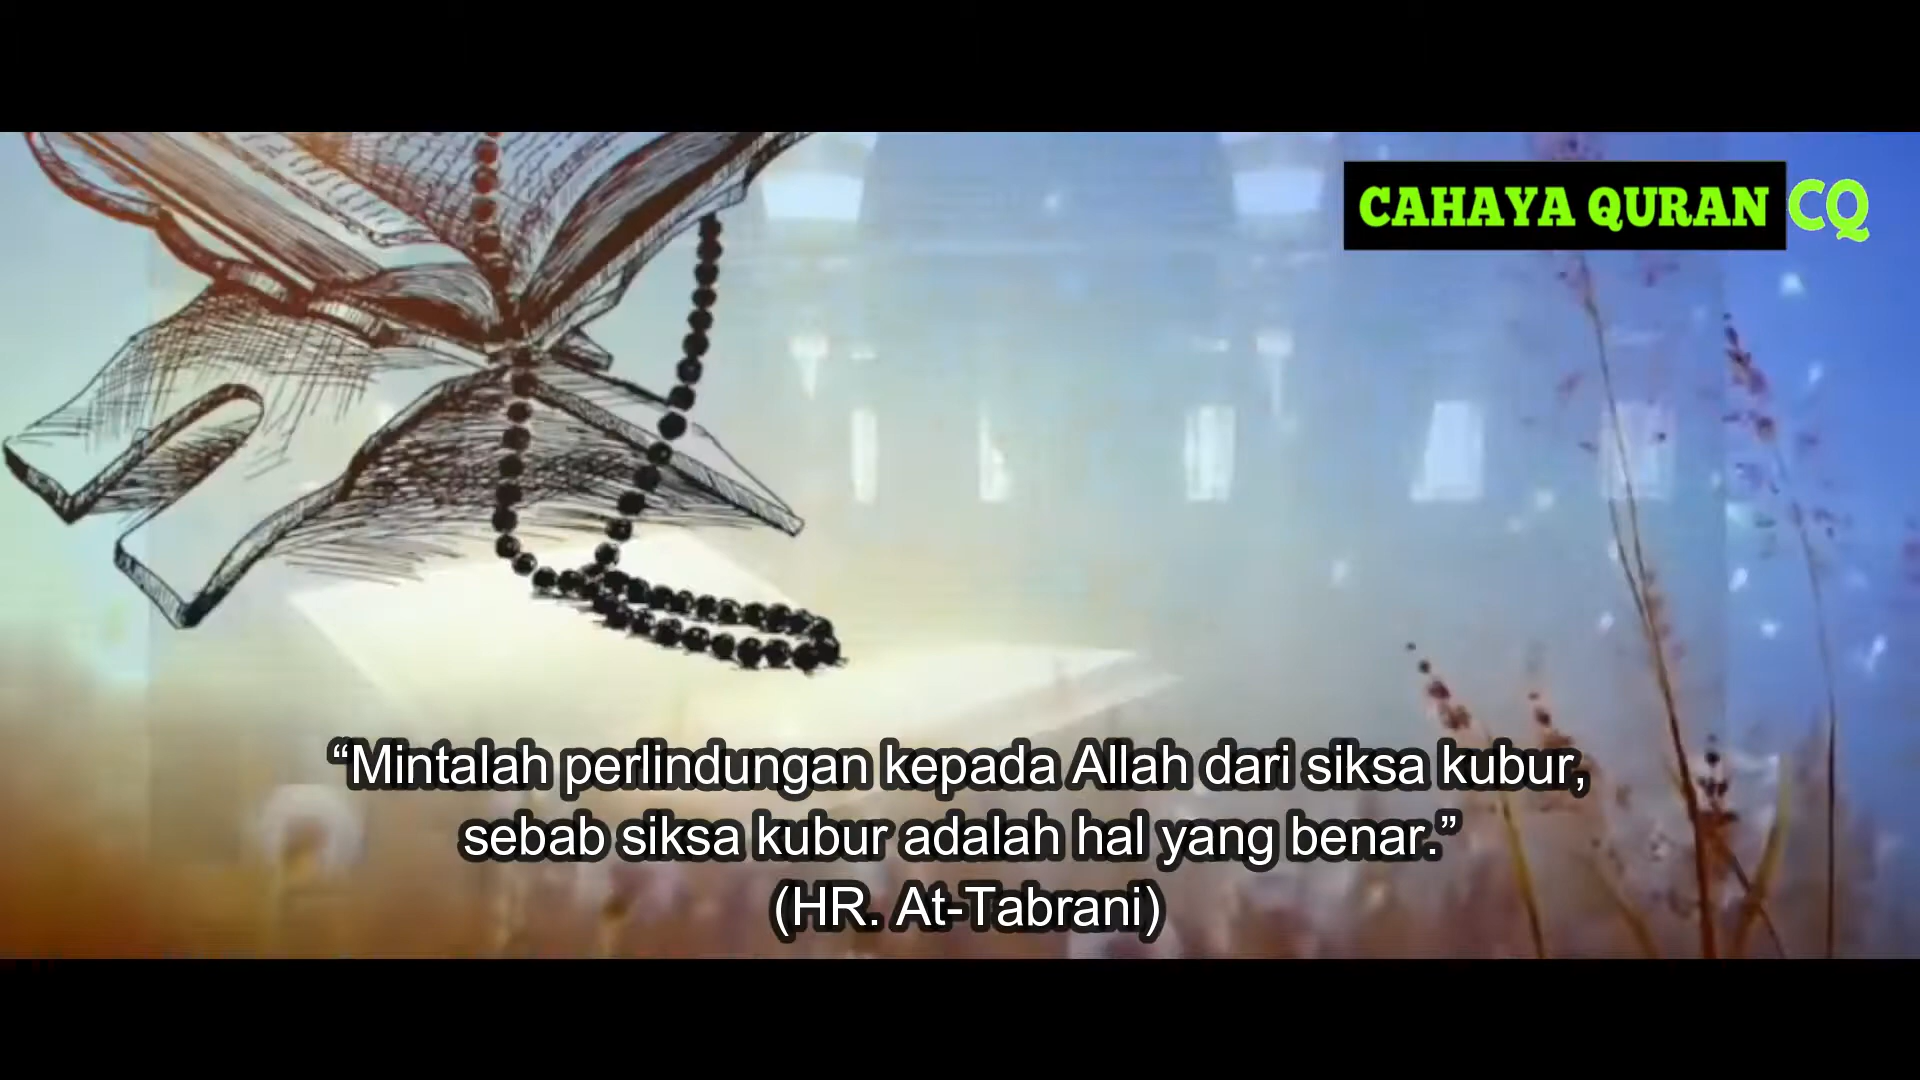 CAHAYA QURAN CQ
“Mintalah perlindungan kepada Allah dari siksa kubur,
sebab siksa kubur adalah hal yang benar.”
(HR. At-Tabrani)